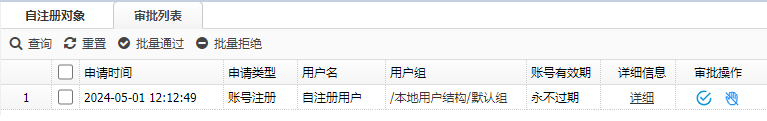 自注册对象 审批列表
查询 重置 批量通过 批量拒绝
申请时间 申请类型 用户名 用户组 账号有效期 详细信息 审批操作
1 2024-05-01 12:12:49 账号注册 自注册用户 /本地用户结构/默认组 永不过期 详细